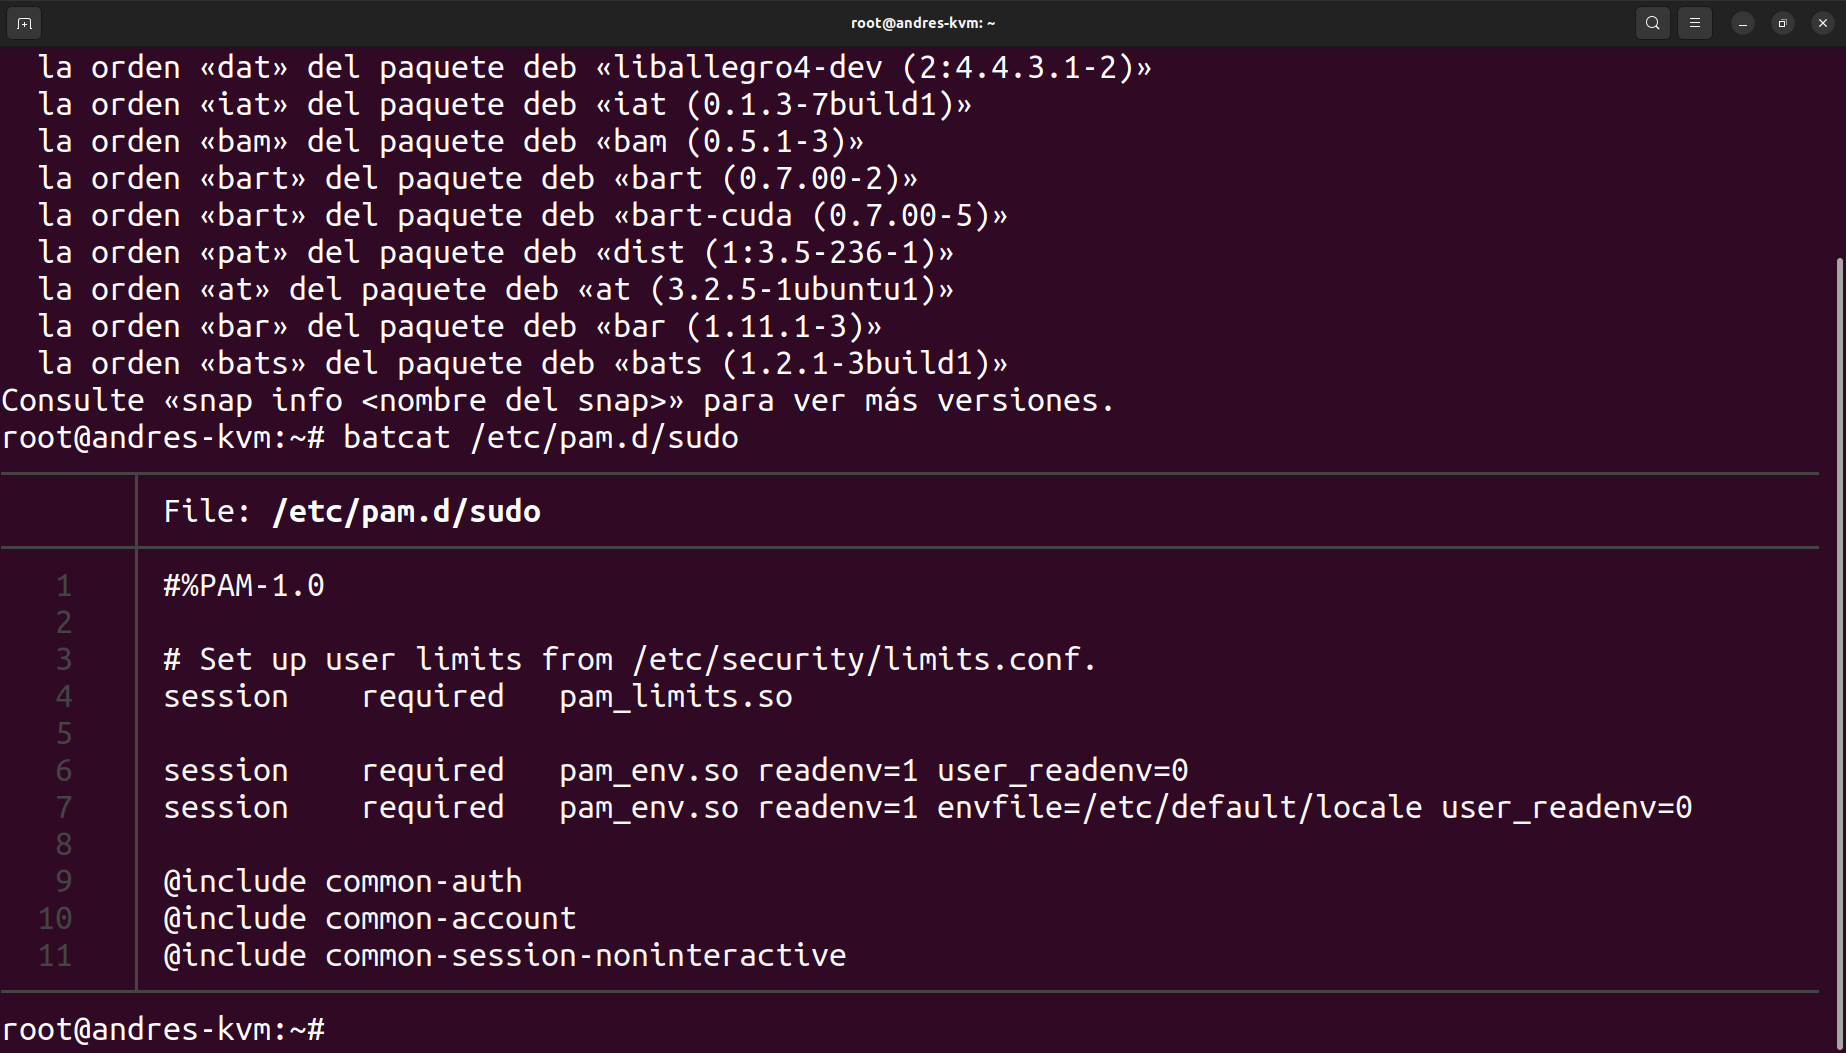 root@andres-kvm: ~
la orden «dat» del paquete deb «liballegro4-dev (2:4.4.3.1-2)»
la orden «iat» del paquete deb «iat (0.1.3-7build1)»
la orden «bam» del paquete deb «bam (0.5.1-3)»
la orden «bart» del paquete deb «bart (0.7.00-2)»
la orden «bart» del paquete deb «bart-cuda (0.7.00-5)»
la orden «pat» del paquete deb «dist (1:3.5-236-1)»
la orden «at» del paquete deb «at (3.2.5-1ubuntu1)»
la orden «bar» del paquete deb «bar (1.11.1-3)»
la orden «bats» del paquete deb «bats (1.2.1-3build1)»
Consulte «snap info <nombre del snap>» para ver más versiones.
root@andres-kvm:~# batcat /etc/pam.d/sudo
File: /etc/pam.d/sudo
1 #%PAM-1.0
2
3 # Set up user limits from /etc/security/limits.conf.
4 session    required   pam_limits.so
5
6 session    required   pam_env.so readenv=1 user_readenv=0
7 session    required   pam_env.so readenv=1 envfile=/etc/default/locale user_readenv=0
8
9 @include common-auth
10 @include common-account
11 @include common-session-noninteractive
root@andres-kvm:~#